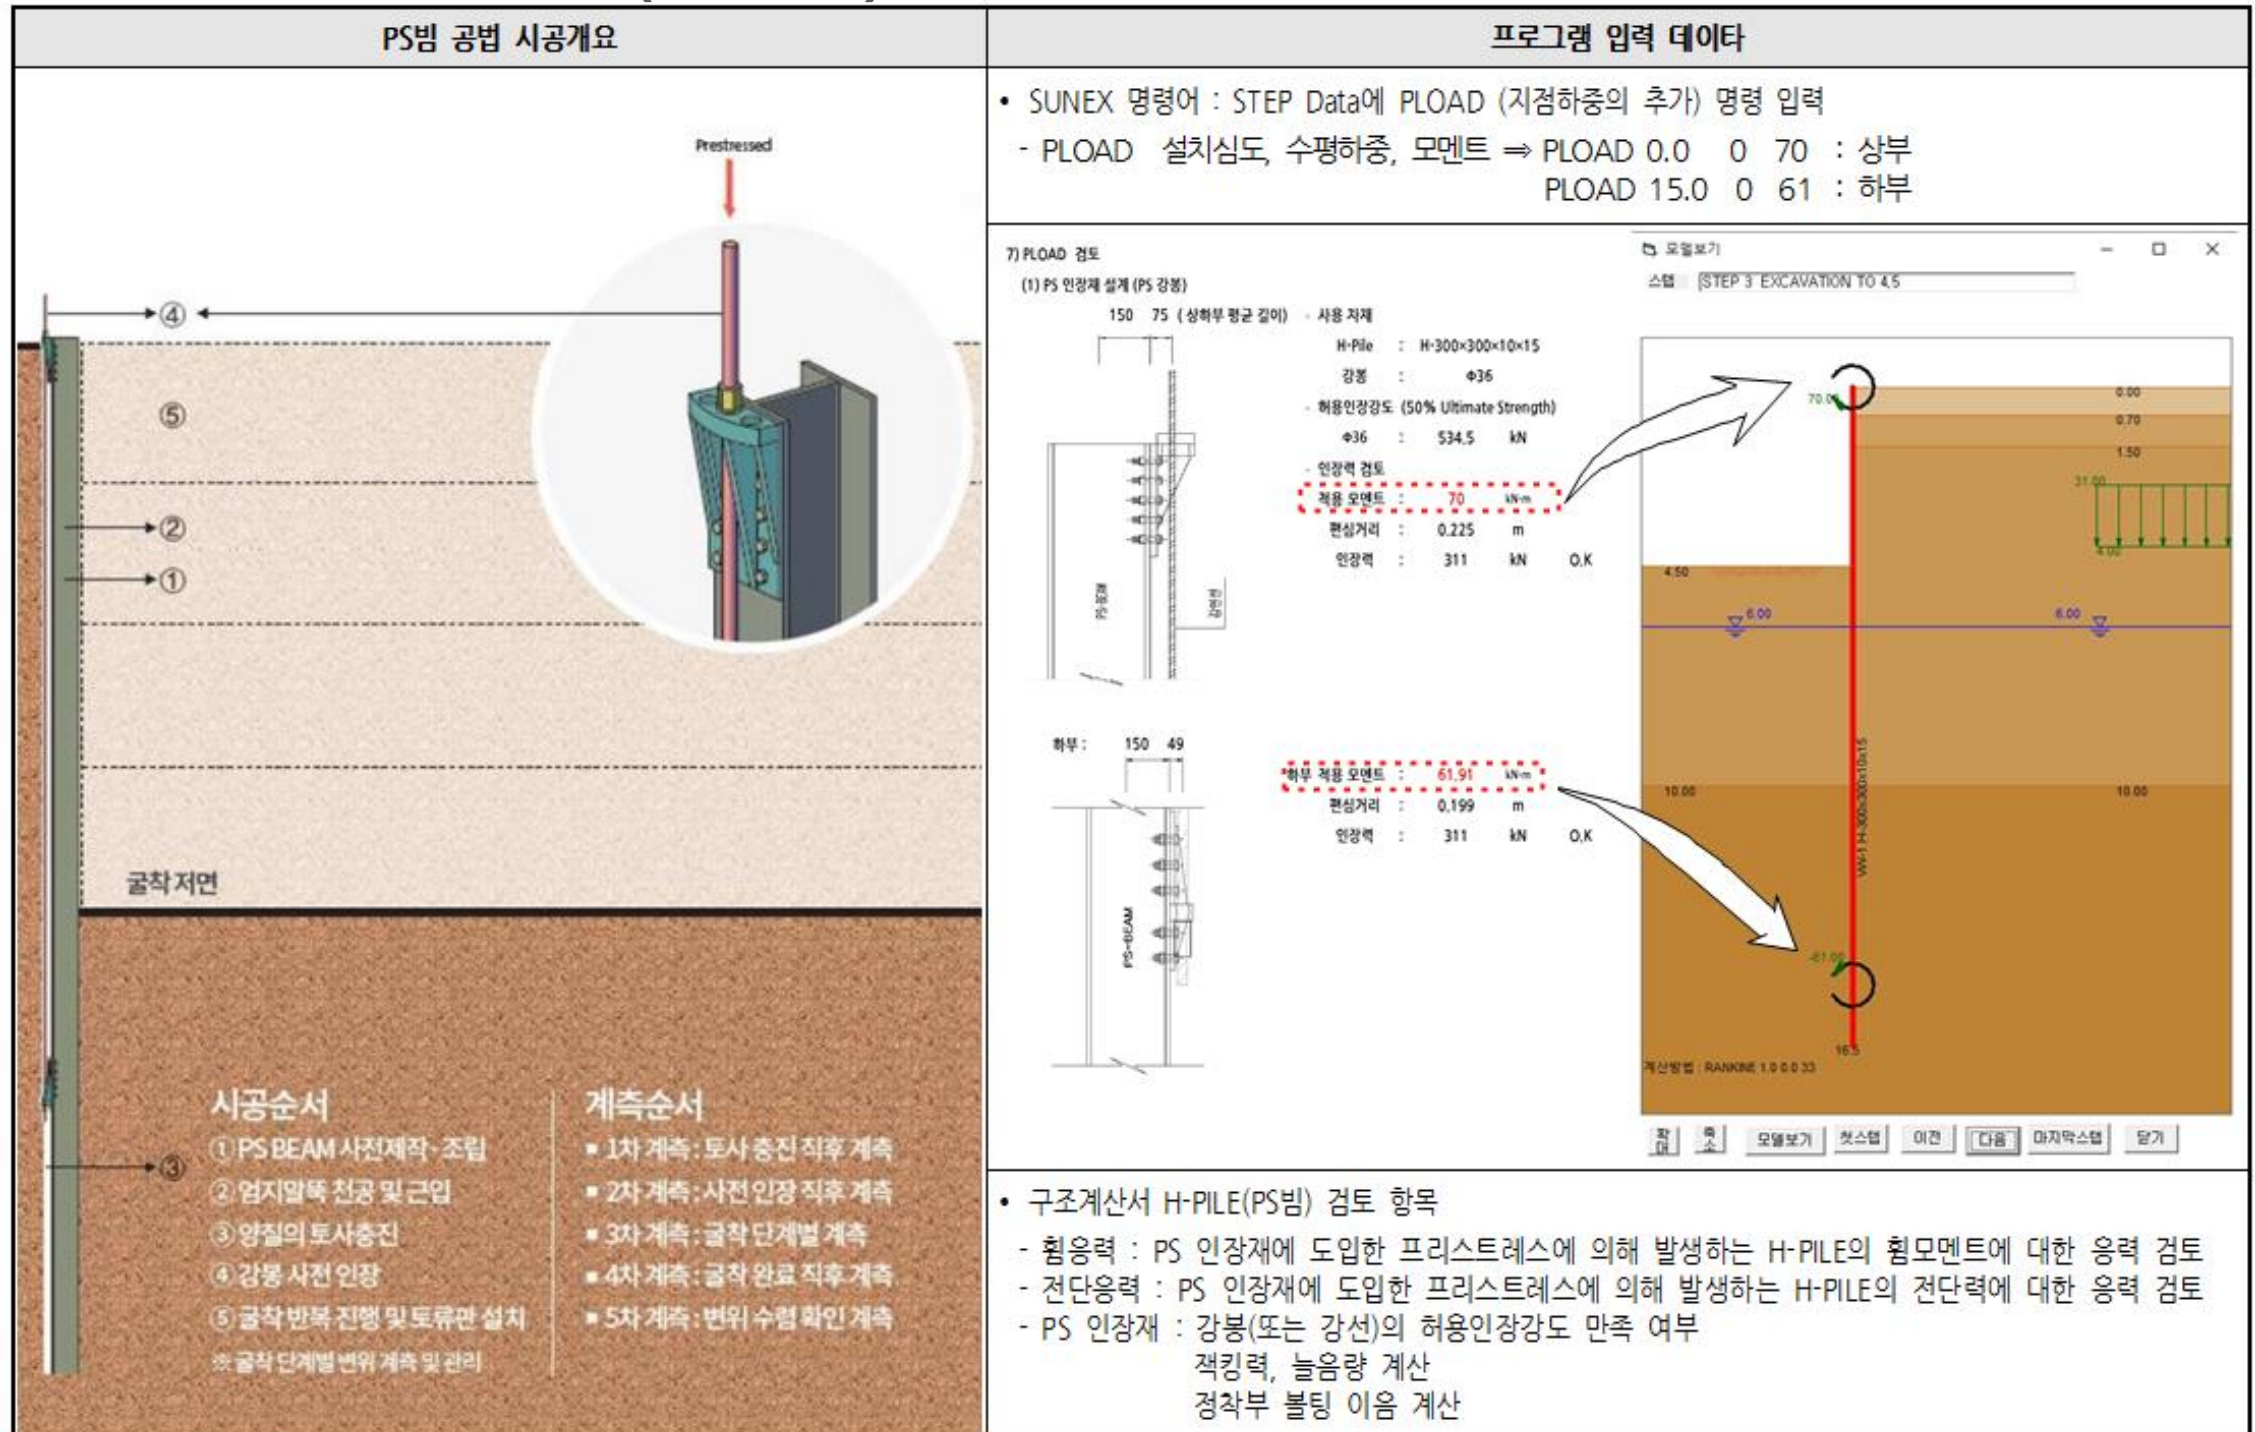 PS빔 공법 시공개요
Prestressed
④
⑤
②
①
굴착 저면
③
시공순서
① PS BEAM 사전제작·조립
② 엄지말뚝 천공 및 근입
③ 양질의 토사충진
④ 강봉 사전 인장
⑤ 굴착 반복 진행 및 토류판 설치
※ 굴착 단계별 변위 계측 및 관리
계측순서
■ 1차 계측 : 토사 충진 직후 계측
■ 2차 계측 : 사전 인장 직후 계측
■ 3차 계측 : 굴착 단계별 계측
■ 4차 계측 : 굴착 완료 직후 계측
■ 5차 계측 : 변위 수렴 확인 계측
프로그램 입력 데이타
• SUNEX 명령어 : STEP Data에 PLOAD (지점하중의 추가) 명령 입력
- PLOAD 설치심도, 수평하중, 모멘트 ⇒ PLOAD 0.0 0 70 : 상부
PLOAD 15.0 0 61 : 하부
7) PLOAD 검토
(1) PS 인장재 설계 (PS 강봉)
150 75 ( 상하부 평균 길이)
· 사용 자재
H-Pile : H-300×300×10×15
강봉 : Φ36
· 허용인장강도 (50% Ultimate Strength)
Φ36 : 534.5 kN
· 인장력 검토
적용 모멘트 : 70 kN·m
편심거리 : 0.225 m
인장력 : 311 kN O.K
PS-BEAM
하부 : 150 49
하부 적용 모멘트 : 61.91 kN·m
편심거리 : 0.199 m
인장력 : 311 kN O.K
PS-BEAM
모델보기
스텝 STEP 3 EXCAVATION TO 4.5
70.00
0.00
0.70
1.50
31.00
4.00
4.50
6.00
6.00
10.00
10.00
W-1 H-300x300x10x15
-61.00
16.5
계산방법 : RANKINE 1.0 0.0 33
확대 축소 모델보기 첫스텝 이전 다음 마지막스텝 닫기
• 구조계산서 H-PILE(PS빔) 검토 항목
- 휨응력 : PS 인장재에 도입한 프리스트레스에 의해 발생하는 H-PILE의 휨모멘트에 대한 응력 검토
- 전단응력 : PS 인장재에 도입한 프리스트레스에 의해 발생하는 H-PILE의 전단력에 대한 응력 검토
- PS 인장재 : 강봉(또는 강선)의 허용인장강도 만족 여부
잭킹력, 늘음량 계산
정착부 볼팅 이음 계산